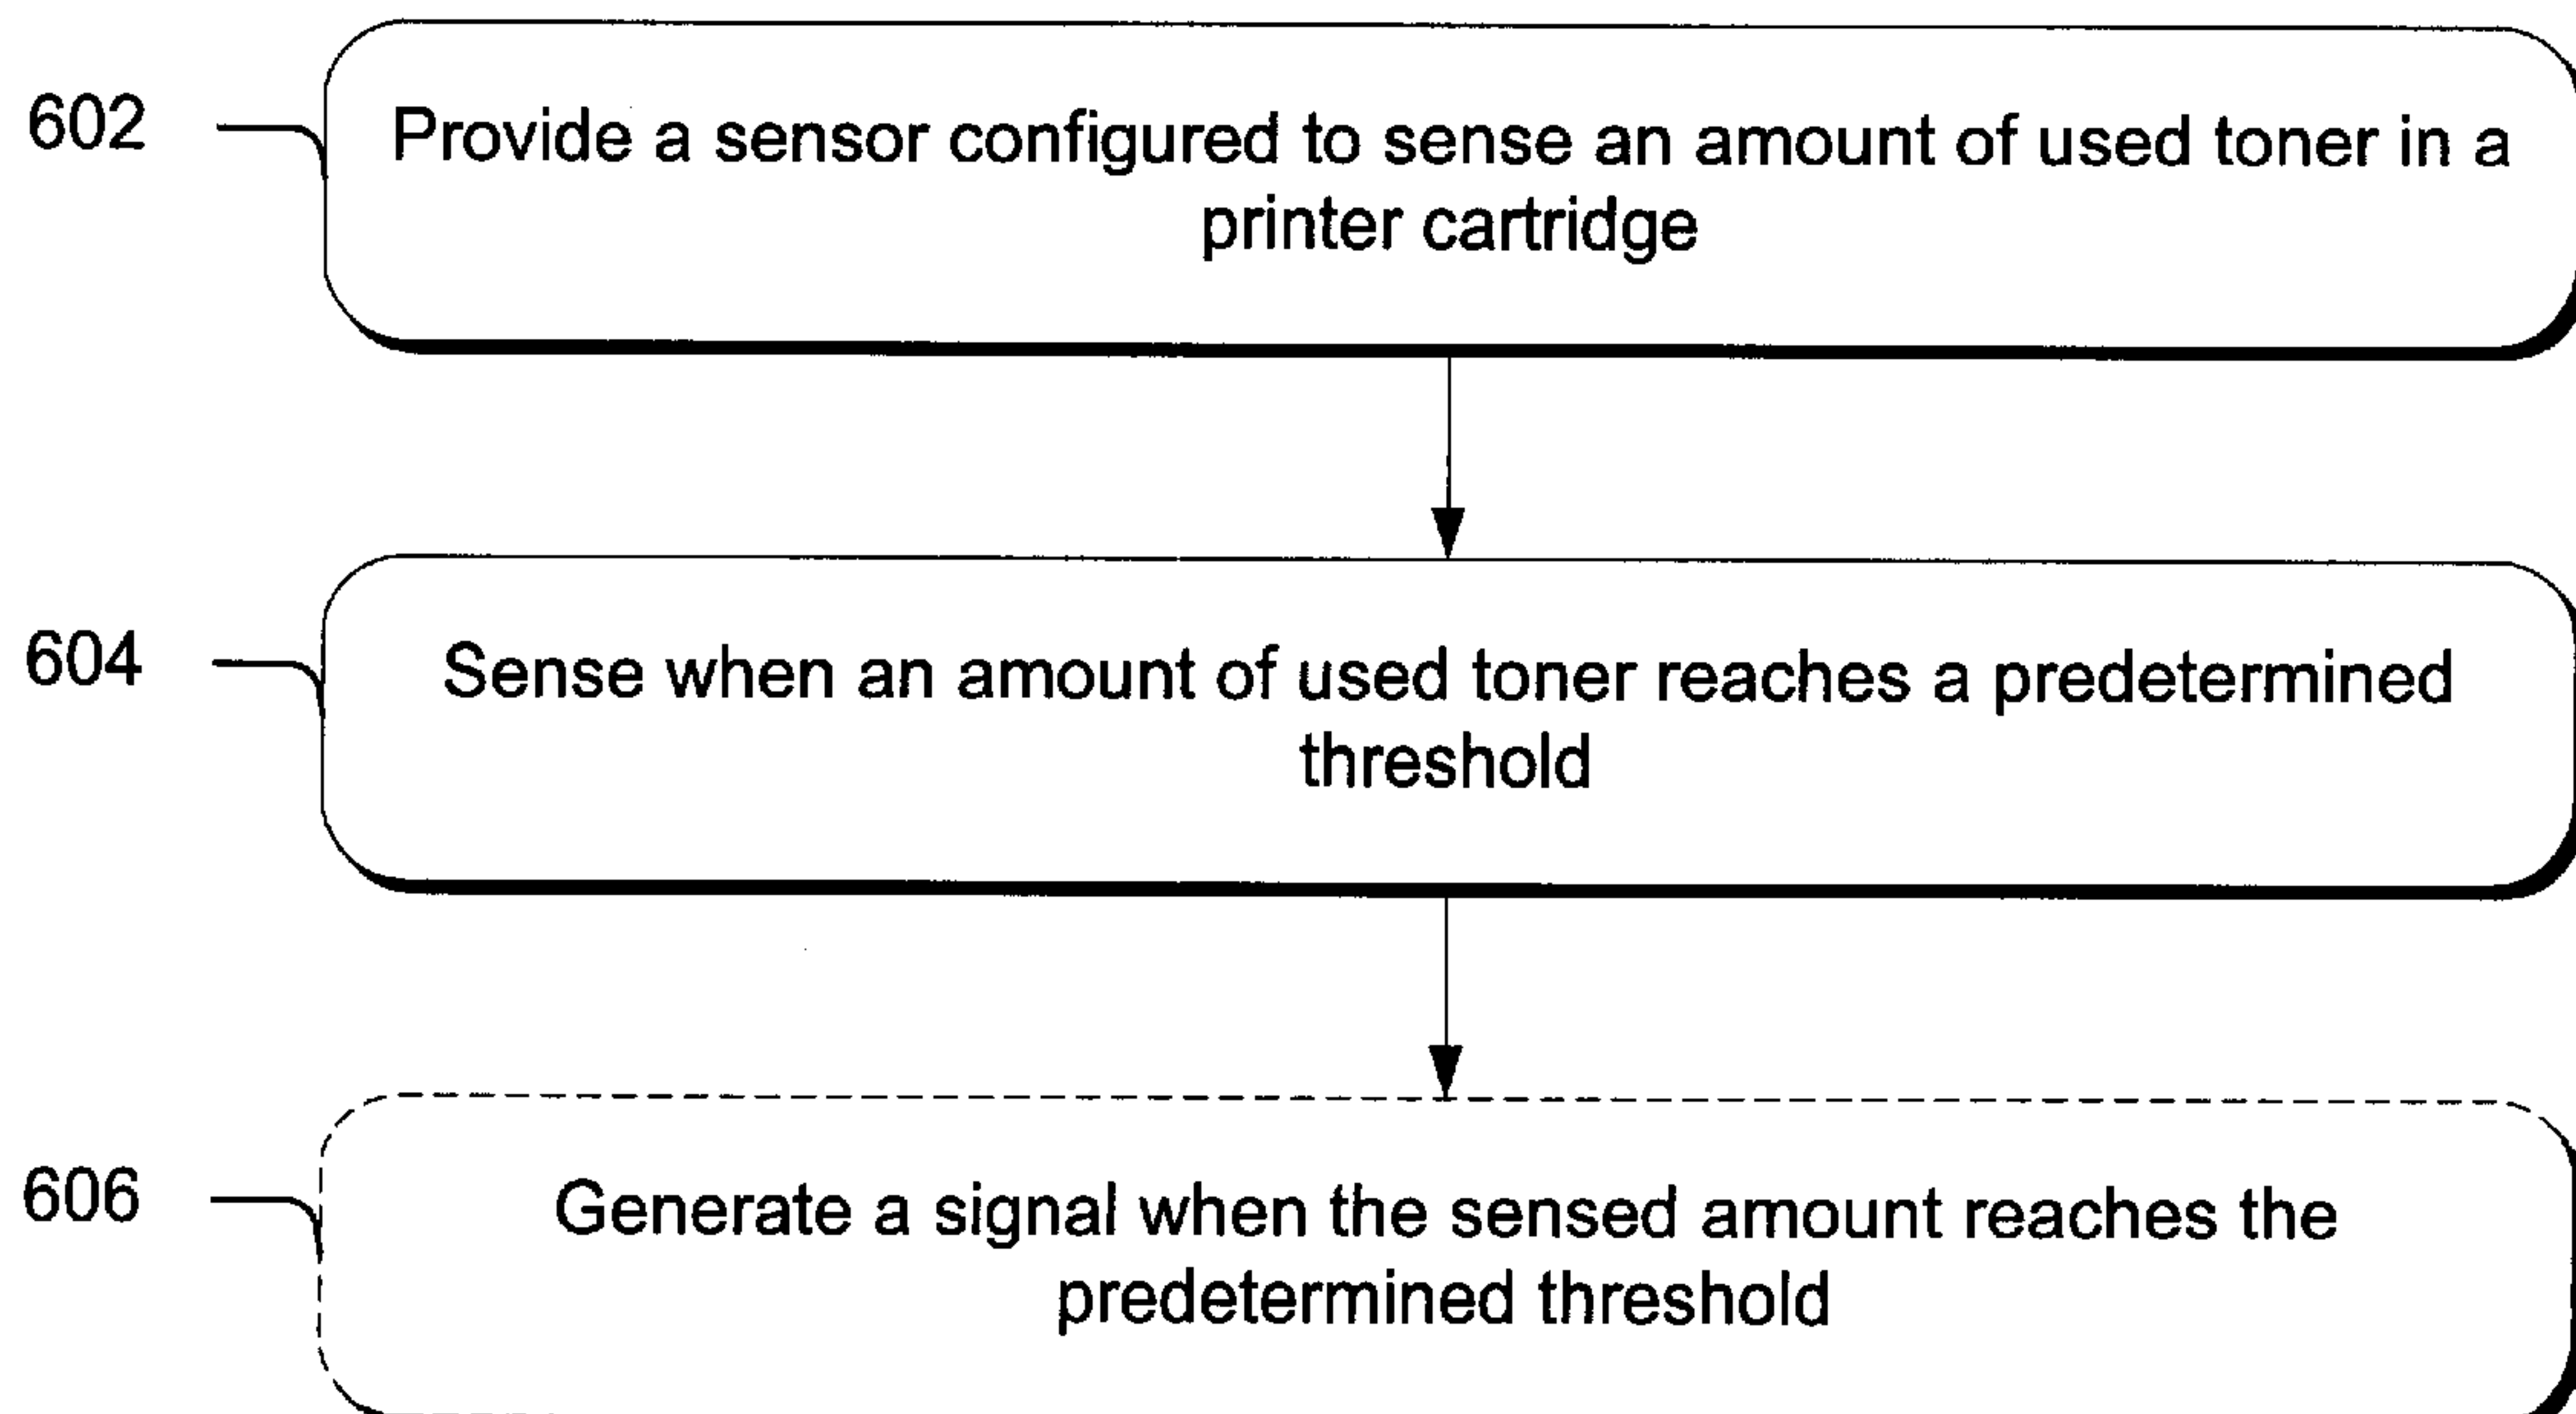 602
Provide a sensor configured to sense an amount of used toner in a
printer cartridge
604
Sense when an amount of used toner reaches a predetermined
threshold
606
Generate a signal when the sensed amount reaches the
predetermined threshold